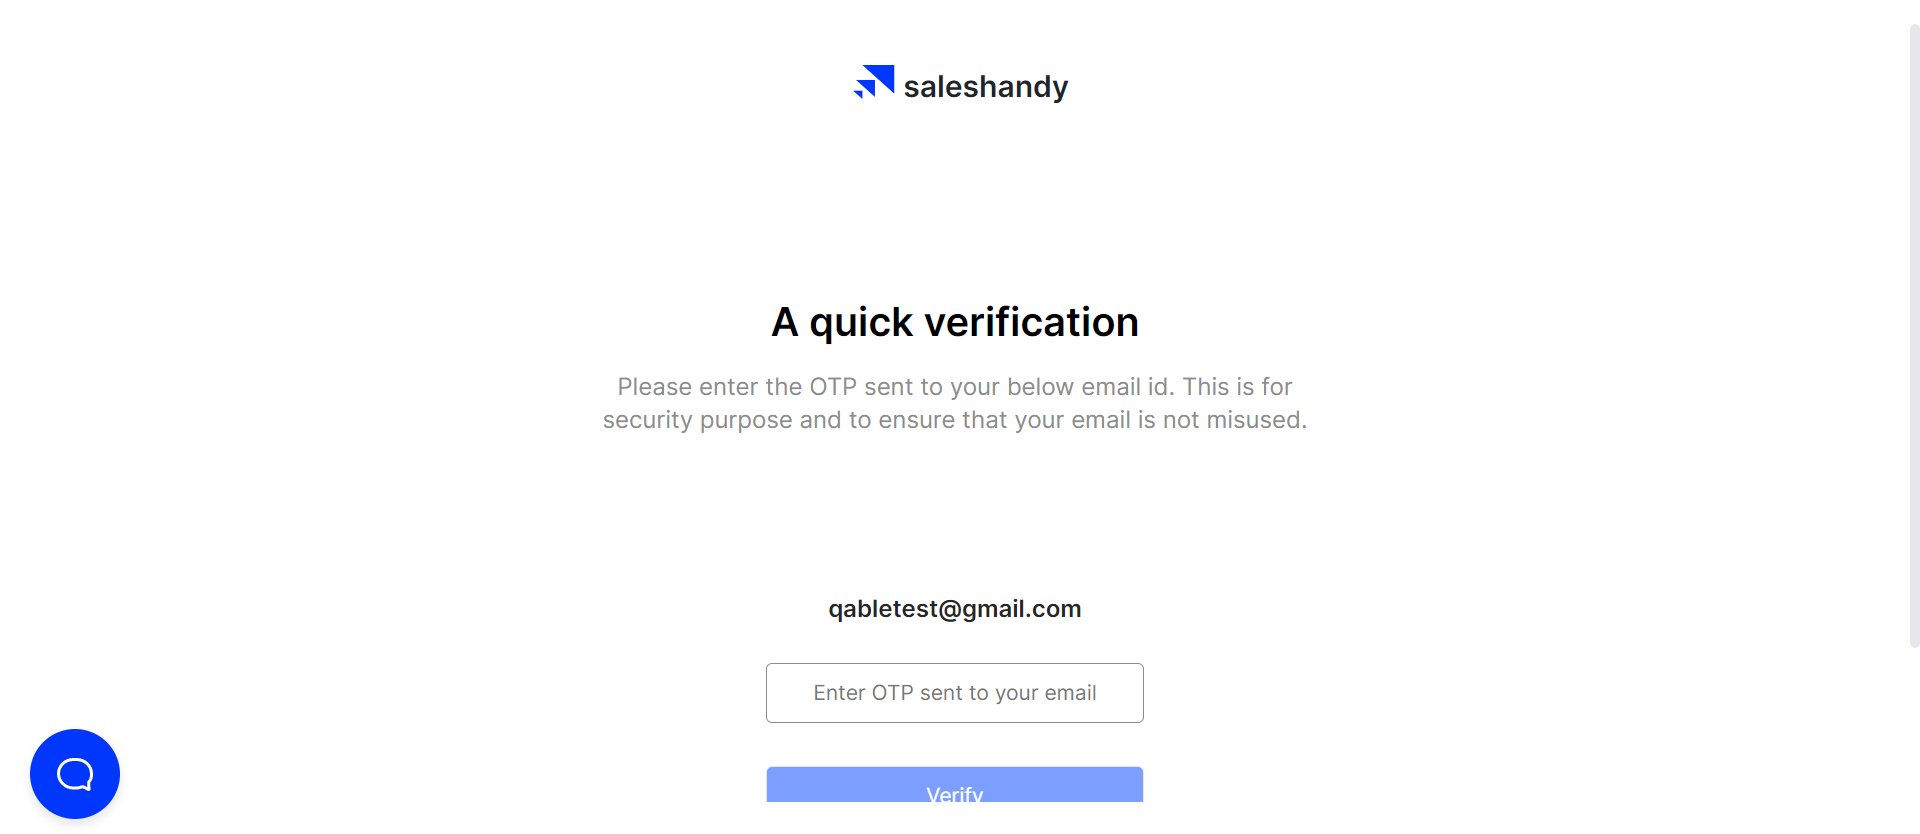 saleshandy
A quick verification
Please enter the OTP sent to your below email id. This is for
security purpose and to ensure that your email is not misused.
qabletest@gmail.com
Enter OTP sent to your email
Verify